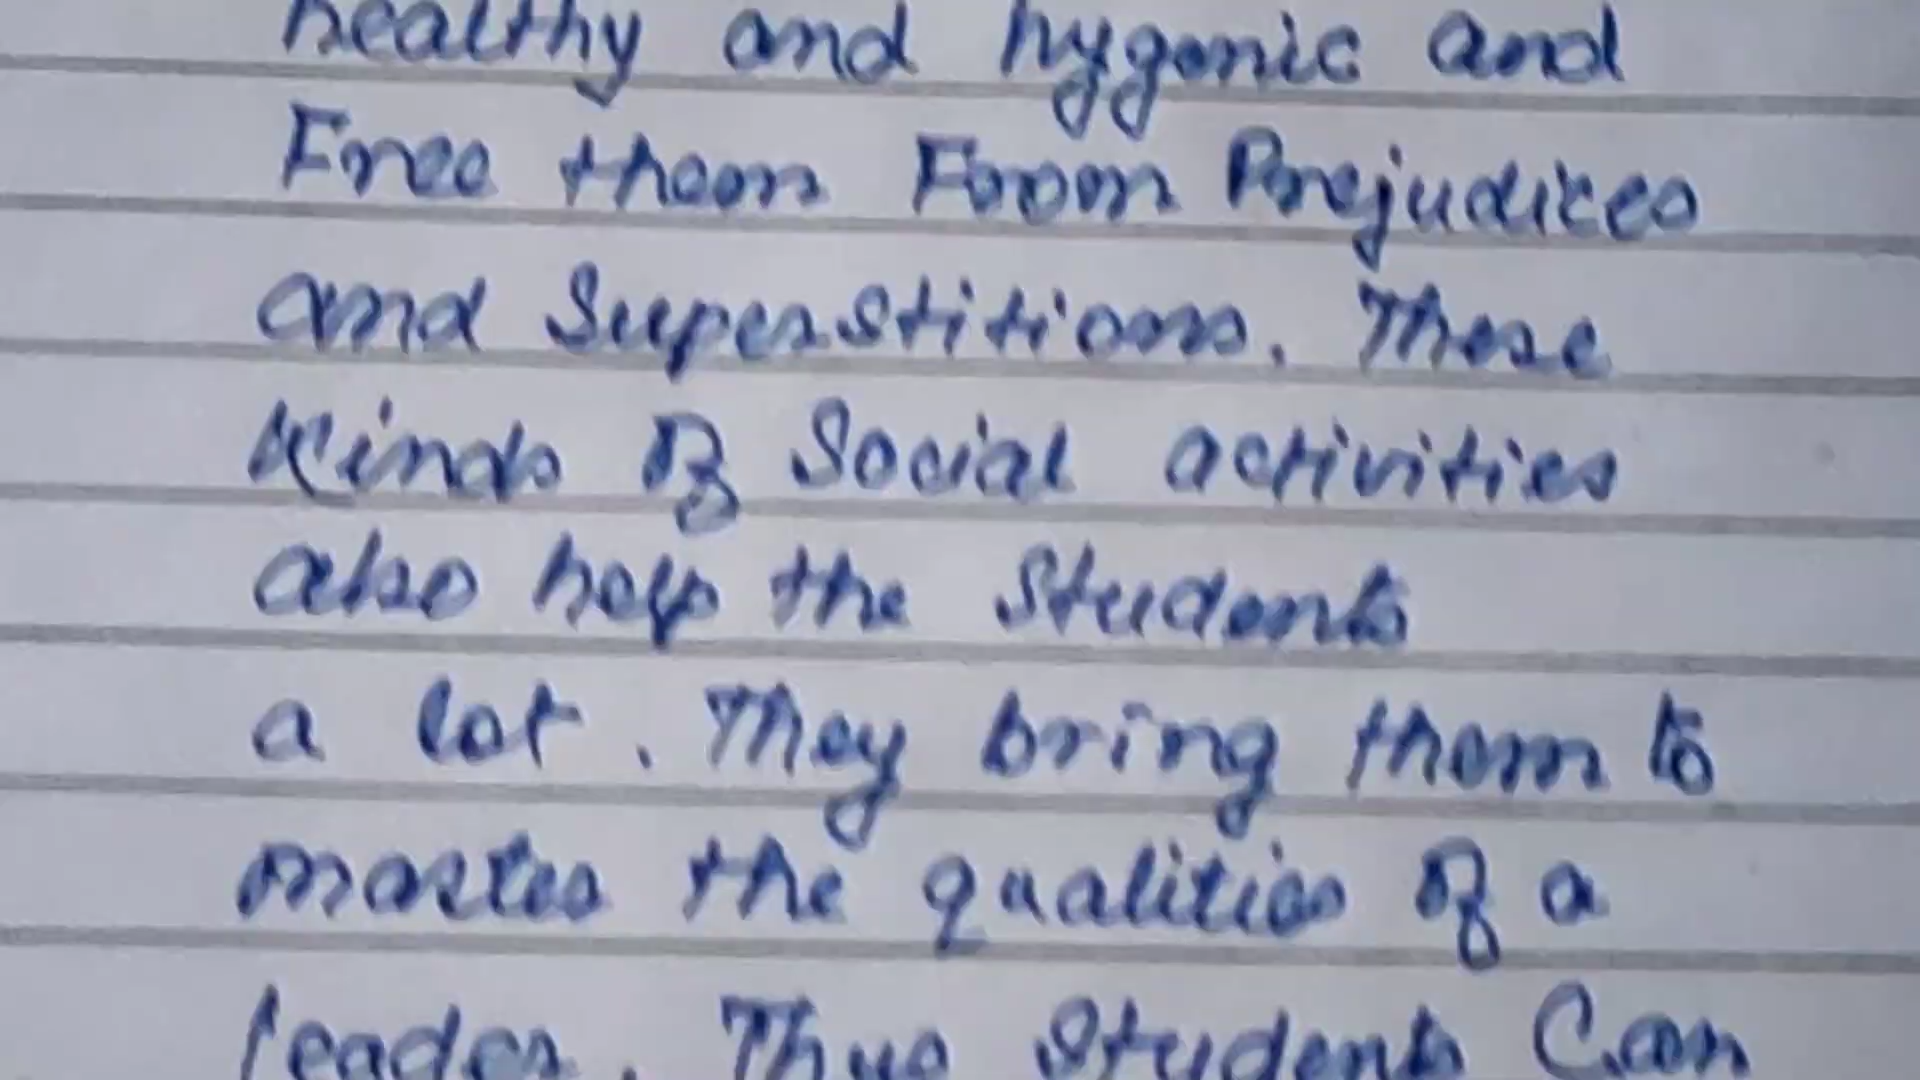 healthy and hygenic and
Free them From Prejudices
and Superstitions. These
Kinds of Social activities
also help the Students
a lot. They bring them to
master the qualities of a
leader. Thus Students Can